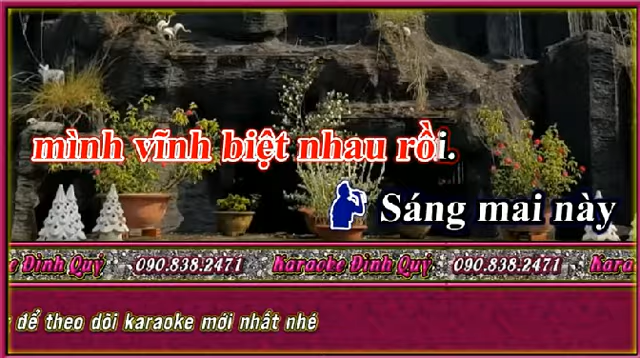 mình vĩnh biệt nhau rồi.
Sáng mai này
Karaoke Đình Quý 090.838.2471 Karaoke Đình Quý 090.838.2471
để theo dõi karaoke mới nhất nhé